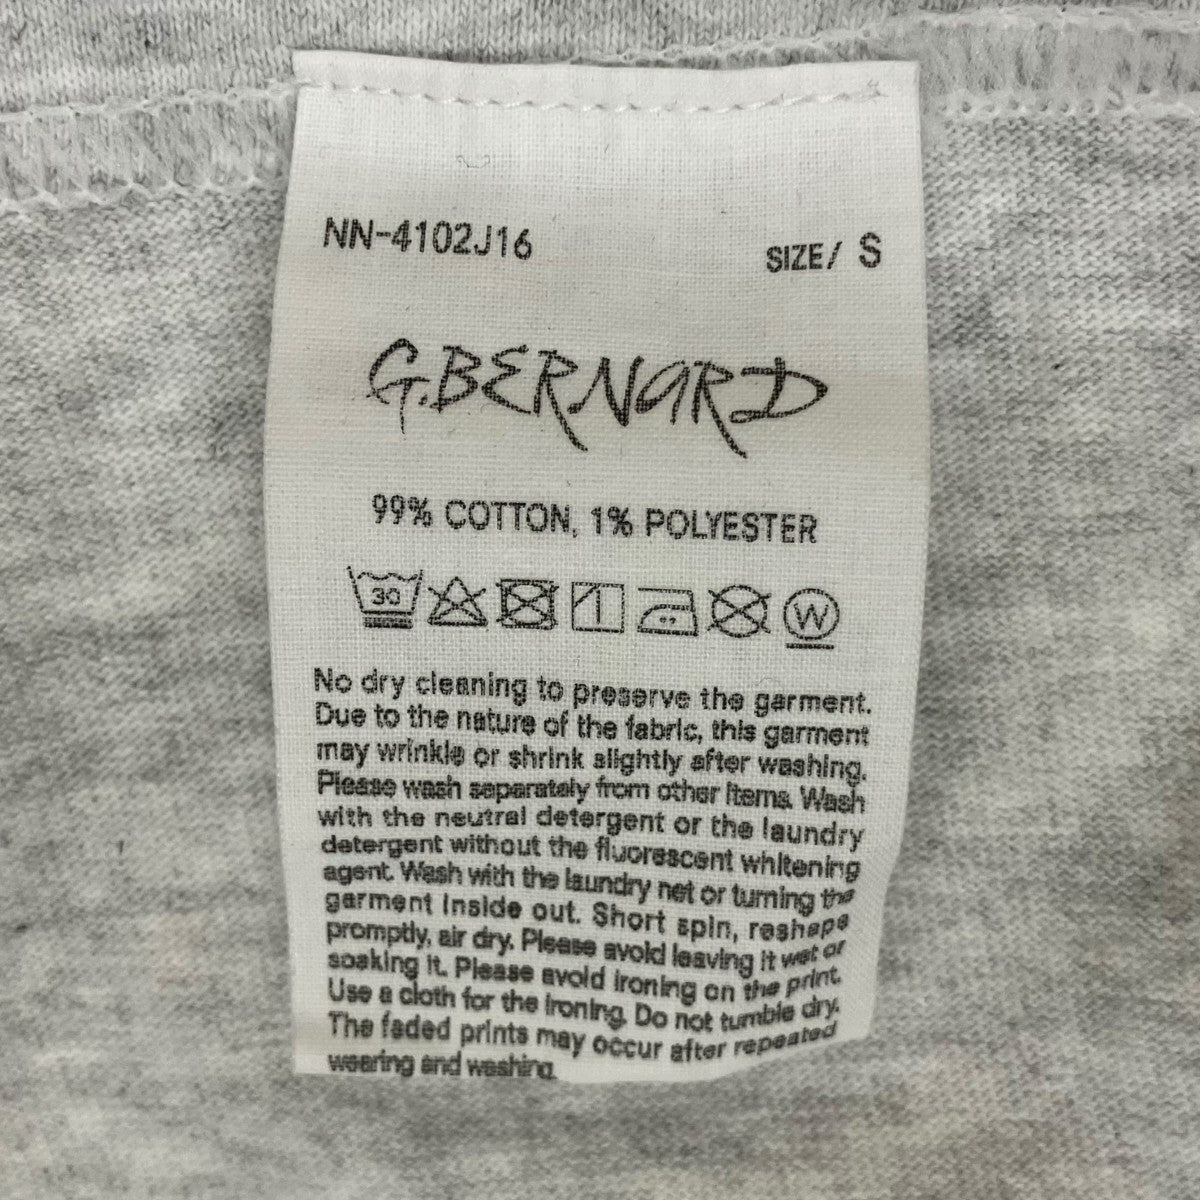 NN-4102J16
SIZE/ S
G.BERNARD
99% COTTON, 1% POLYESTER
30
W
No dry cleaning to preserve the garment.
Due to the nature of the fabric, this garment
may wrinkle or shrink slightly after washing.
Please wash separately from other items. Wash
with the neutral detergent or the laundry
detergent without the fluorescent whitening
agent. Wash with the laundry net or turning the
garment inside out. Short spin, reshape
promptly, air dry. Please avoid leaving it wet or
soaking it. Please avoid ironing on the print.
Use a cloth for the ironing. Do not tumble dry.
The faded prints may occur after repeated
wearing and washing.